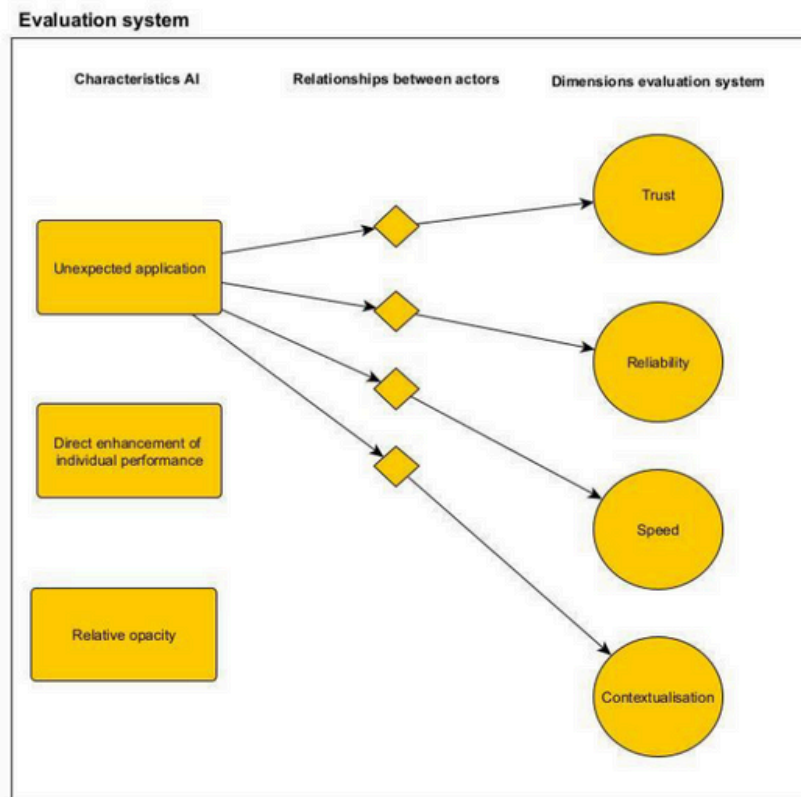 Evaluation system
Characteristics AI
Relationships between actors
Dimensions evaluation system
Trust
Unexpected application
Reliability
Direct enhancement of
individual performance
Speed
Relative opacity
Contextualisation